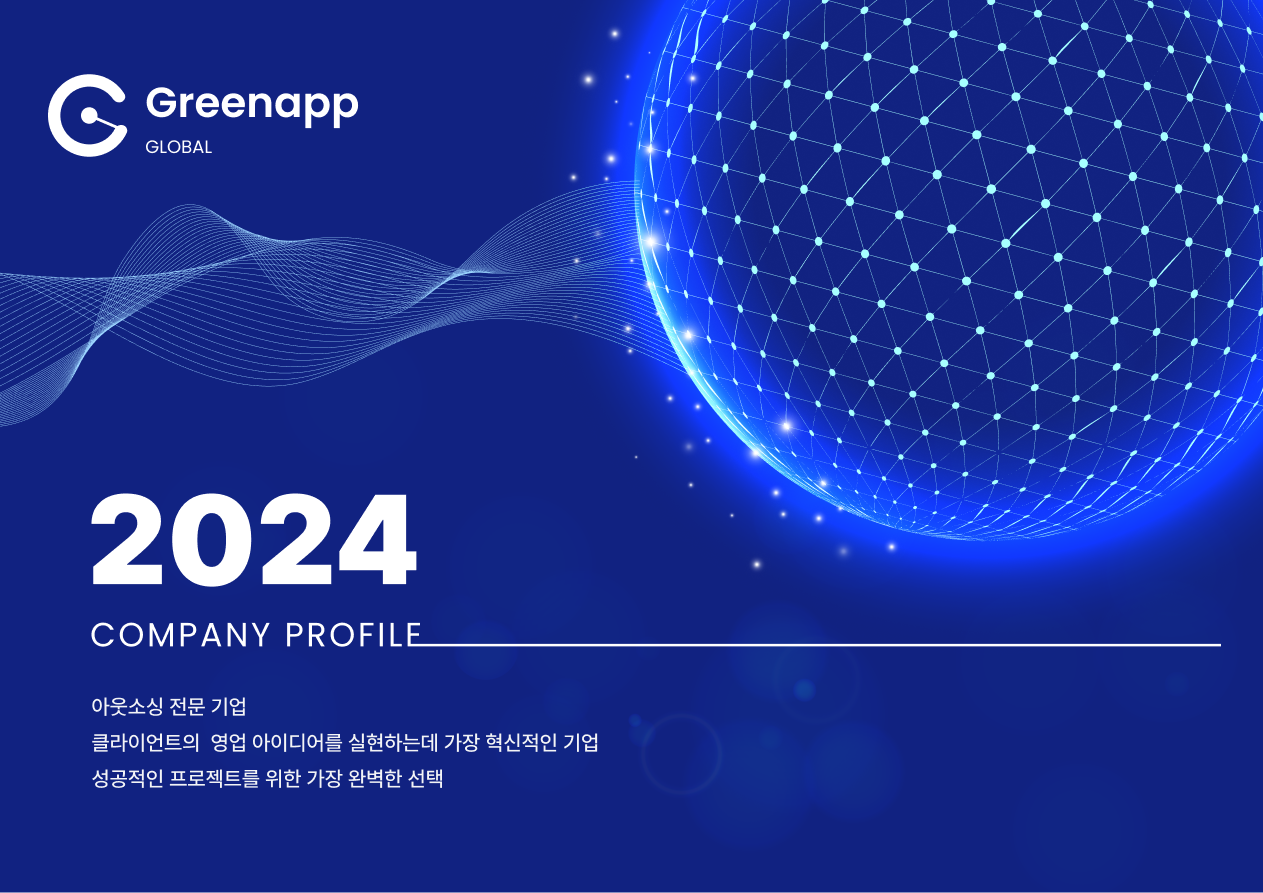 Greenapp
GLOBAL
2024
COMPANY PROFILE
아웃소싱 전문 기업
클라이언트의  영업 아이디어를 실현하는데 가장 혁신적인 기업
성공적인 프로젝트를 위한 가장 완벽한 선택